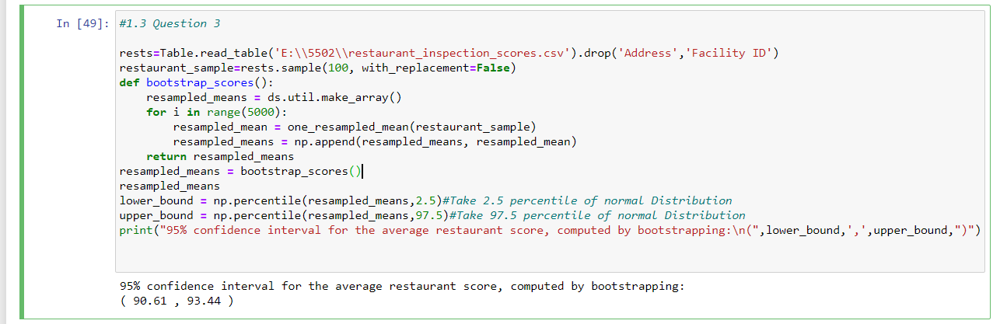 In [49]: #1.3 Question 3
rests=Table.read_table('E:\\5502\\restaurant_inspection_scores.csv').drop('Address','Facility ID')
restaurant_sample=rests.sample(100, with_replacement=False)
def bootstrap_scores():
    resampled_means = ds.util.make_array()
    for i in range(5000):
        resampled_mean = one_resampled_mean(restaurant_sample)
        resampled_means = np.append(resampled_means, resampled_mean)
    return resampled_means
resampled_means = bootstrap_scores()
resampled_means
lower_bound = np.percentile(resampled_means,2.5)#Take 2.5 percentile of normal Distribution
upper_bound = np.percentile(resampled_means,97.5)#Take 97.5 percentile of normal Distribution
print("95% confidence interval for the average restaurant score, computed by bootstrapping:\n(",lower_bound,',',upper_bound,")")
95% confidence interval for the average restaurant score, computed by bootstrapping:
( 90.61 , 93.44 )